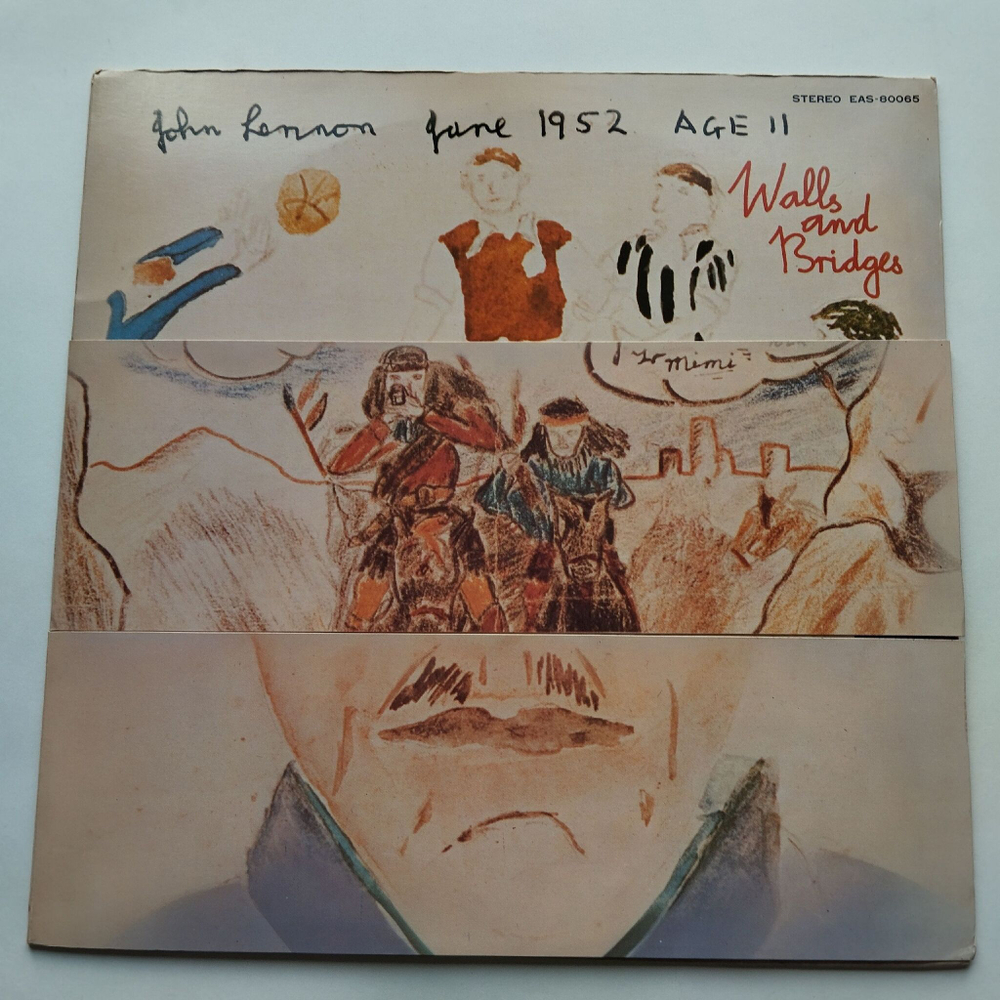 STEREO EAS-80065
John Lennon June 1952 AGE 11
Walls
and
Bridges
To mimi